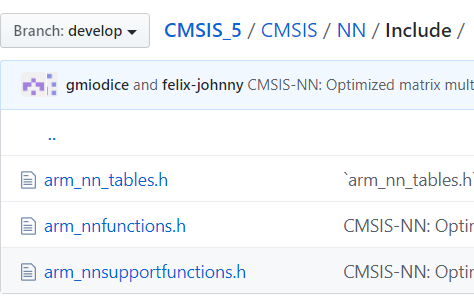 Branch: develop CMSIS_5 / CMSIS / NN / Include /
gmiodice and felix-johnny CMSIS-NN: Optimized matrix mult
..
arm_nn_tables.h `arm_nn_tables.h`
arm_nnfunctions.h CMSIS-NN: Opti
arm_nnsupportfunctions.h CMSIS-NN: Opti